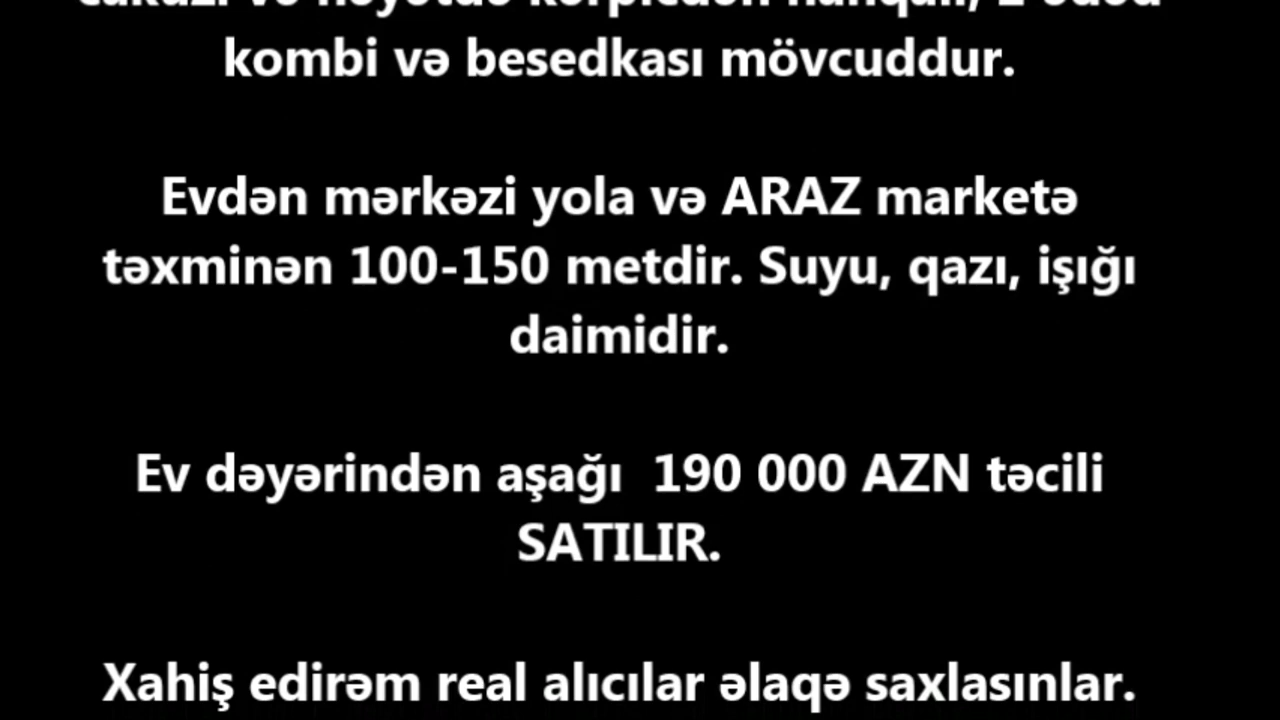 və
kombi və besedkası mövcuddur.
Evdən mərkəzi yola və ARAZ marketə
təxminən 100-150 metdir. Suyu, qazı, işığı
daimidir.
Ev dəyərindən aşağı 190 000 AZN təcili
SATILIR.
Xahiş edirəm real alıcılar əlaqə saxlasınlar.